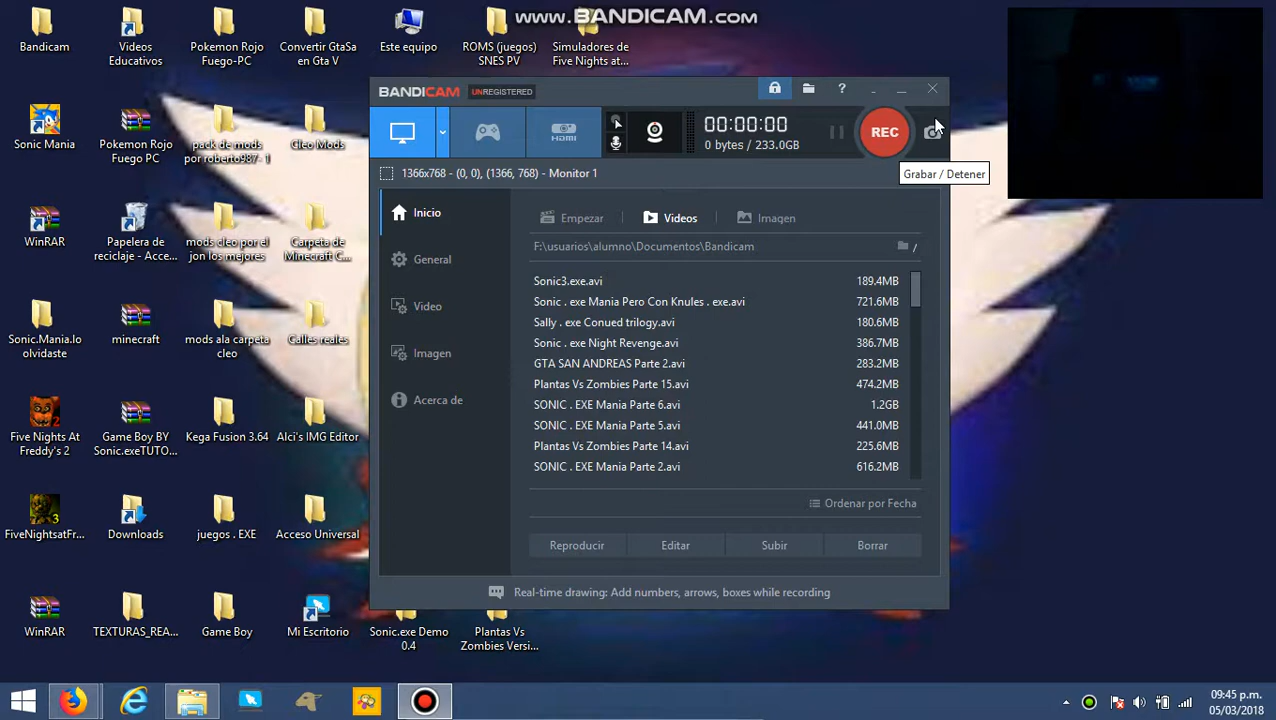 www.BANDICAM.com
Bandicam
Videos
Educativos
Pokemon Rojo
Fuego-PC
Convertir GtaSa
en Gta V
Este equipo
ROMS (juegos)
SNES PV
Simuladores de
Five Nights at...
Sonic Mania
Pokemon Rojo
Fuego PC
pack de mods
por roberto987-1
Cleo Mods
WinRAR
Papelera de
reciclaje - Acce...
mods cleo por el
jon los mejores
Carpeta de
Minecraft C...
Sonic.Mania.lo
olvidaste
minecraft
mods ala carpeta
cleo
Calles reales
Five Nights At
Freddy's 2
Game Boy BY
Sonic.exeTUTO...
Kega Fusion 3.64
Alci's IMG Editor
FiveNightsatFr...
Downloads
juegos . EXE
Acceso Universal
WinRAR
TEXTURAS_REA...
Game Boy
Mi Escritorio
Sonic.exe Demo
0.4
Plantas Vs
Zombies Versi...
BANDICAM UNREGISTERED
00:00:00
0 bytes / 233.0GB
REC
Grabar / Detener
1366x768 - (0, 0), (1366, 768) - Monitor 1
Inicio
General
Video
Imagen
Acerca de
Empezar
Videos
Imagen
F:\usuarios\alumno\Documentos\Bandicam
/
Sonic3.exe.avi 189.4MB
Sonic . exe Mania Pero Con Knules . exe.avi 721.6MB
Sally . exe Conued trilogy.avi 180.6MB
Sonic . exe Night Revenge.avi 386.7MB
GTA SAN ANDREAS Parte 2.avi 283.2MB
Plantas Vs Zombies Parte 15.avi 474.2MB
SONIC . EXE Mania Parte 6.avi 1.2GB
SONIC . EXE Mania Parte 5.avi 441.0MB
Plantas Vs Zombies Parte 14.avi 225.6MB
SONIC . EXE Mania Parte 2.avi 616.2MB
Ordenar por Fecha
Reproducir
Editar
Subir
Borrar
Real-time drawing: Add numbers, arrows, boxes while recording
09:45 p.m.
05/03/2018